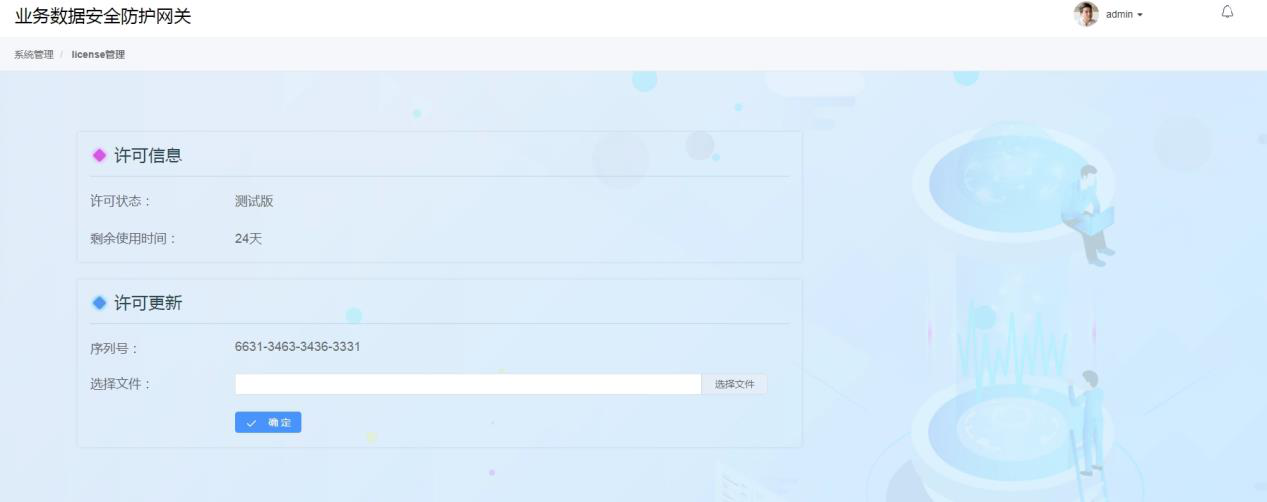 业务数据安全防护网关
admin
系统管理 / license管理
许可信息
许可状态： 测试版
剩余使用时间： 24天
许可更新
序列号： 6631-3463-3436-3331
选择文件： 选择文件
确定